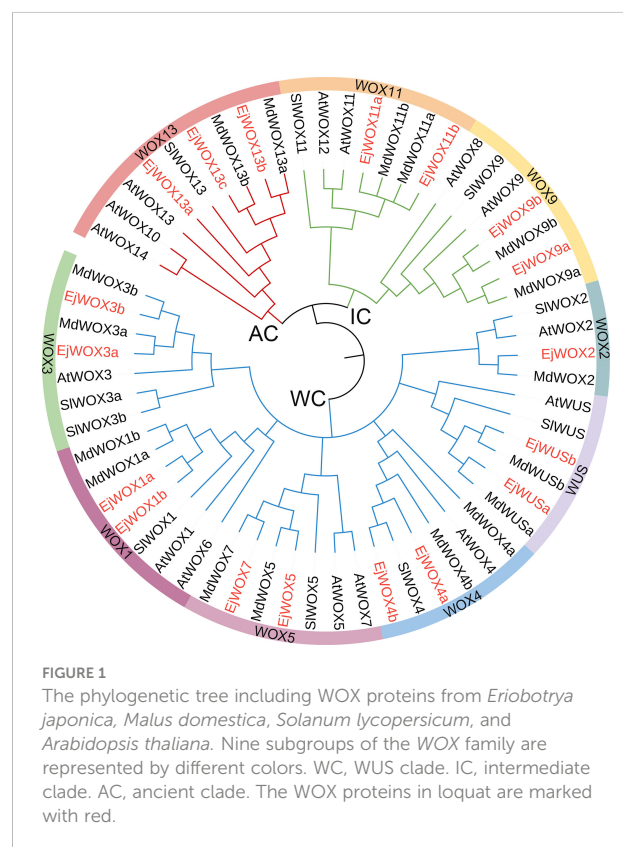 WOX13
WOX11
WOX9
WOX2
WUS
WOX4
WOX5
WOX1
WOX3
AtWOX14
AtWOX10
AtWOX13
EjWOX13a
SlWOX13
EjWOX13c
MdWOX13b
EjWOX13b
MdWOX13a
SlWOX11
AtWOX12
AtWOX11
EjWOX11a
MdWOX11b
MdWOX11a
EjWOX11b
AtWOX8
SlWOX9
AtWOX9
EjWOX9b
MdWOX9b
EjWOX9a
MdWOX9a
SlWOX2
AtWOX2
EjWOX2
MdWOX2
AtWUS
SlWUS
EjWUSb
MdWUSb
EjWUSa
MdWUSa
MdWOX4a
AtWOX4
MdWOX4b
EjWOX4a
SlWOX4
EjWOX4b
AtWOX7
AtWOX5
SlWOX5
EjWOX5
MdWOX5
EjWOX7
MdWOX7
AtWOX6
AtWOX1
SlWOX1
EjWOX1b
EjWOX1a
MdWOX1a
MdWOX1b
SlWOX3b
SlWOX3a
AtWOX3
EjWOX3a
MdWOX3a
EjWOX3b
MdWOX3b
AC
IC
WC
FIGURE 1
The phylogenetic tree including WOX proteins from Eriobotrya
japonica, Malus domestica, Solanum lycopersicum, and
Arabidopsis thaliana. Nine subgroups of the WOX family are
represented by different colors. WC, WUS clade. IC, intermediate
clade. AC, ancient clade. The WOX proteins in loquat are marked
with red.